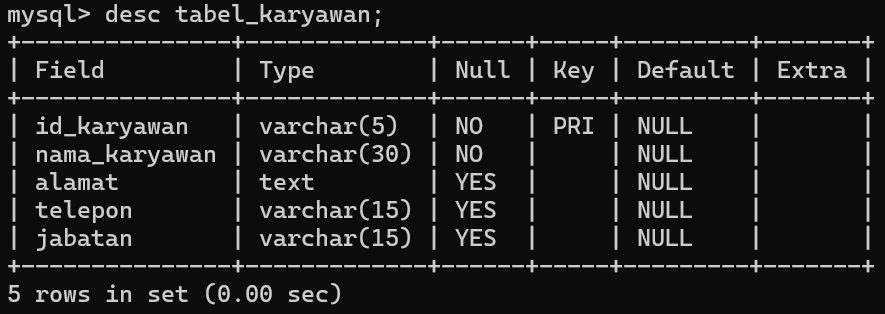 mysql> desc tabel_karyawan;
+---------------+-------------+------+-----+---------+-------+
| Field         | Type        | Null | Key | Default | Extra |
+---------------+-------------+------+-----+---------+-------+
| id_karyawan   | varchar(5)  | NO   | PRI | NULL    |       |
| nama_karyawan | varchar(30) | NO   |     | NULL    |       |
| alamat        | text        | YES  |     | NULL    |       |
| telepon       | varchar(15) | YES  |     | NULL    |       |
| jabatan       | varchar(15) | YES  |     | NULL    |       |
+---------------+-------------+------+-----+---------+-------+
5 rows in set (0.00 sec)